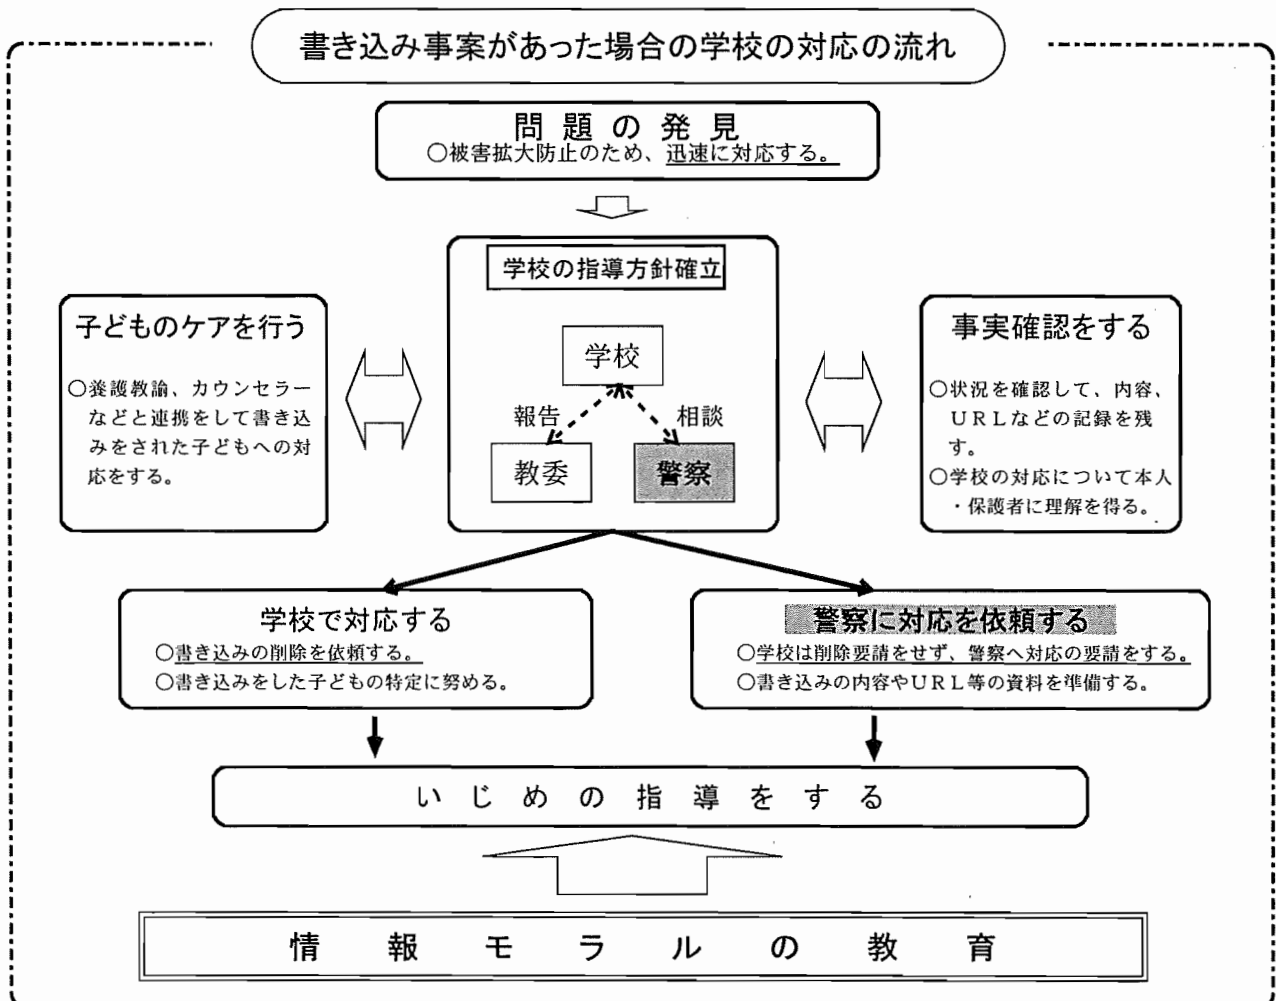 書き込み事案があった場合の学校の対応の流れ
問題の発見
○被害拡大防止のため、迅速に対応する。
学校の指導方針確立
学校
報告
相談
教委
警察
子どものケアを行う
○養護教諭、カウンセラー
などと連携をして書き込
みをされた子どもへの対
応をする。
事実確認をする
○状況を確認して、内容、
ＵＲＬなどの記録を残
す。
○学校の対応について本人
・保護者に理解を得る。
学校で対応する
○書き込みの削除を依頼する。
○書き込みをした子どもの特定に努める。
警察に対応を依頼する
○学校は削除要請をせず、警察へ対応の要請をする。
○書き込みの内容やＵＲＬ等の資料を準備する。
いじめの指導をする
情報モラルの教育